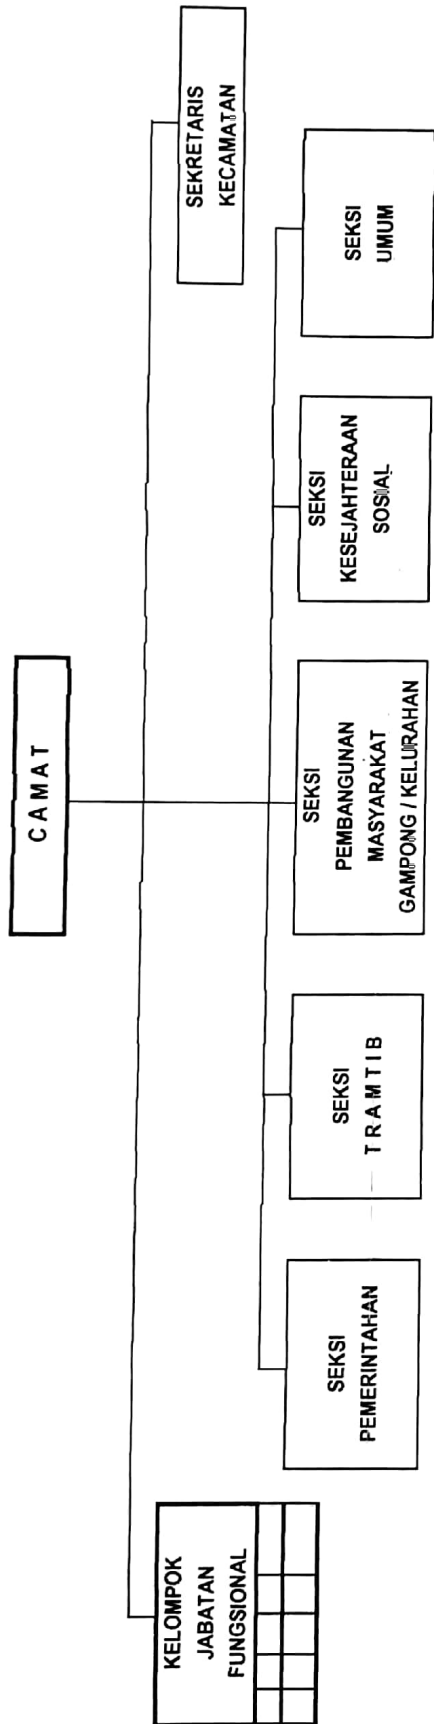 C A M A T
KELOMPOK
JABATAN
FUNGSIONAL
SEKRETARIS
KECAMATAN
SEKSI
PEMERINTAHAN
SEKSI
T R A M T I B
SEKSI
PEMBANGUNAN
MASYARAKAT
GAMPONG / KELURAHAN
SEKSI
KESEJAHTERAAN
SOSIAL
SEKSI
UMUM